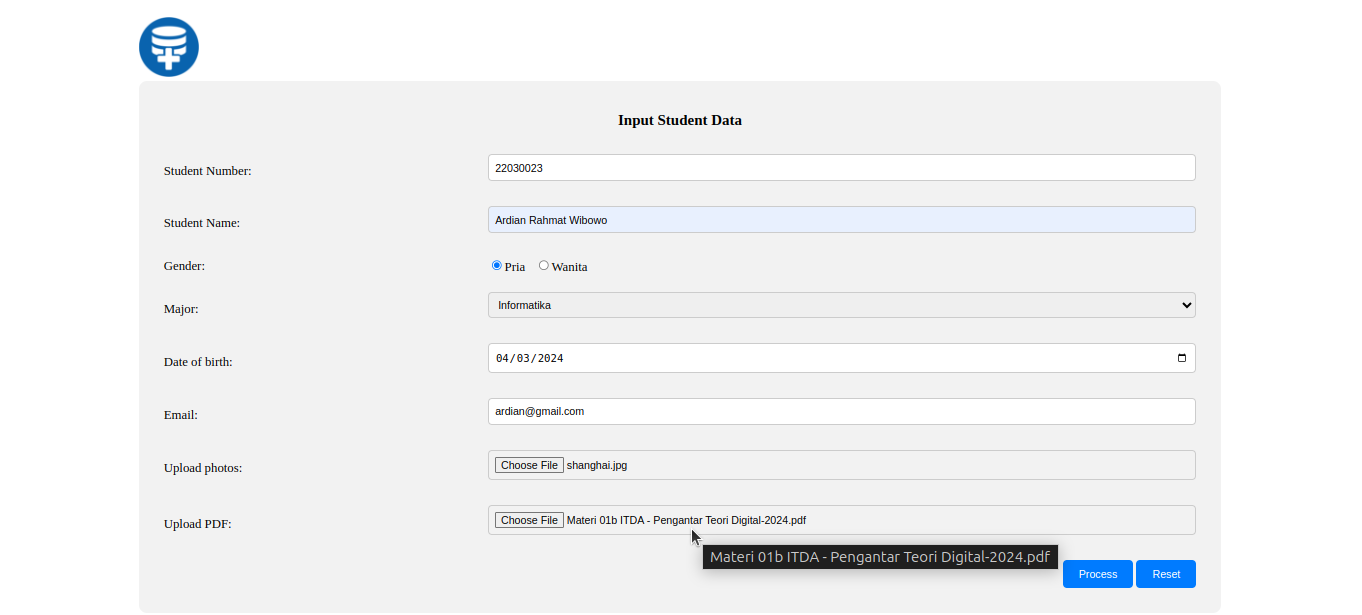 Input Student Data
Student Number: 22030023
Student Name: Ardian Rahmat Wibowo
Gender: Pria Wanita
Major: Informatika
Date of birth: 04/03/2024
Email: ardian@gmail.com
Upload photos: Choose File shanghai.jpg
Upload PDF: Choose File Materi 01b ITDA - Pengantar Teori Digital-2024.pdf
Materi 01b ITDA - Pengantar Teori Digital-2024.pdf
Process Reset